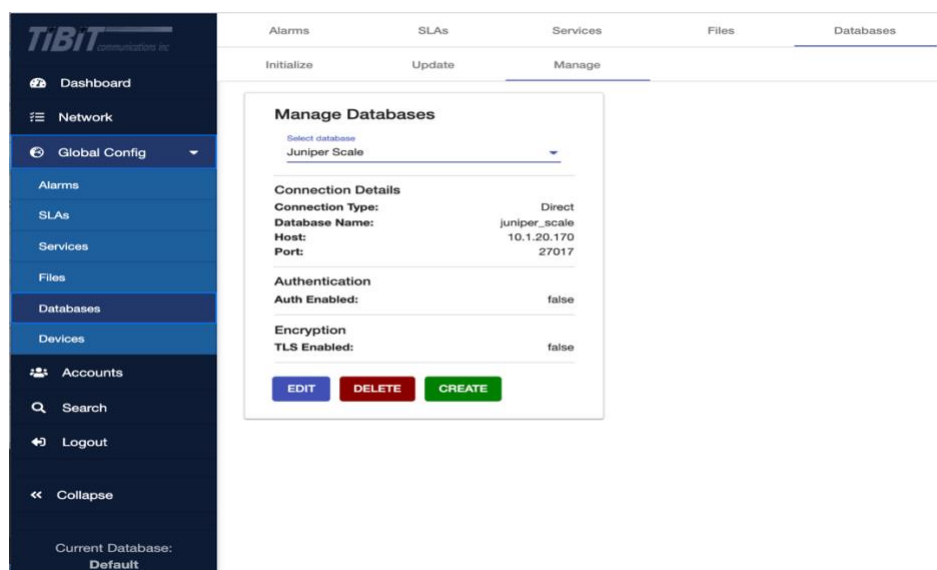 TiBiT communications inc
Dashboard
Network
Global Config
Alarms
SLAs
Services
Files
Databases
Devices
Accounts
Search
Logout
Collapse
Current Database:
Default
Alarms SLAs Services Files Databases
Initialize Update Manage
Manage Databases
Select database
Juniper Scale
Connection Details
Connection Type: Direct
Database Name: juniper_scale
Host: 10.1.20.170
Port: 27017
Authentication
Auth Enabled: false
Encryption
TLS Enabled: false
EDIT DELETE CREATE